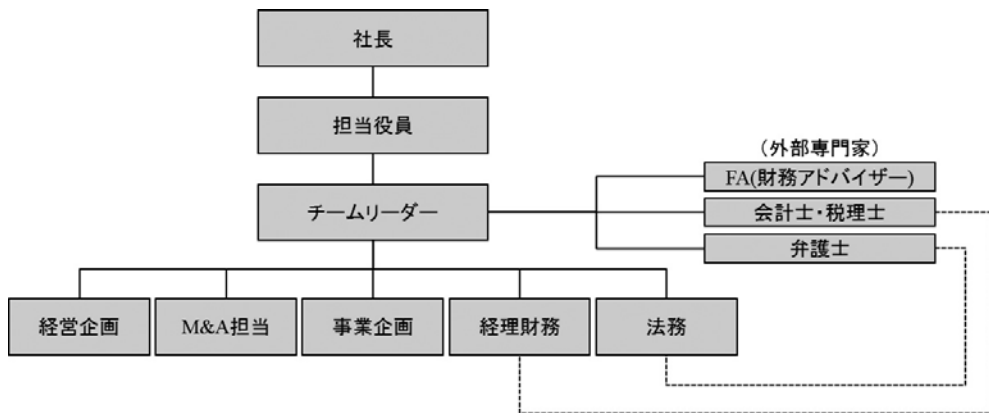 社長
担当役員
(外部専門家)
FA(財務アドバイザー)
チームリーダー
会計士・税理士
弁護士
経営企画
M&A担当
事業企画
経理財務
法務